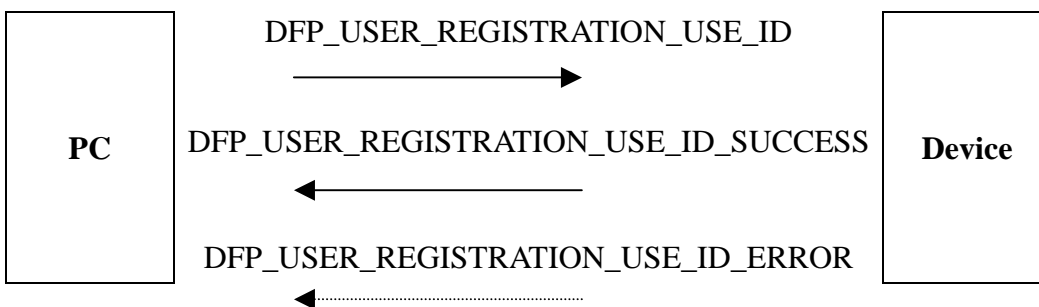 DFP_USER_REGISTRATION_USE_ID
PC
DFP_USER_REGISTRATION_USE_ID_SUCCESS
Device
DFP_USER_REGISTRATION_USE_ID_ERROR